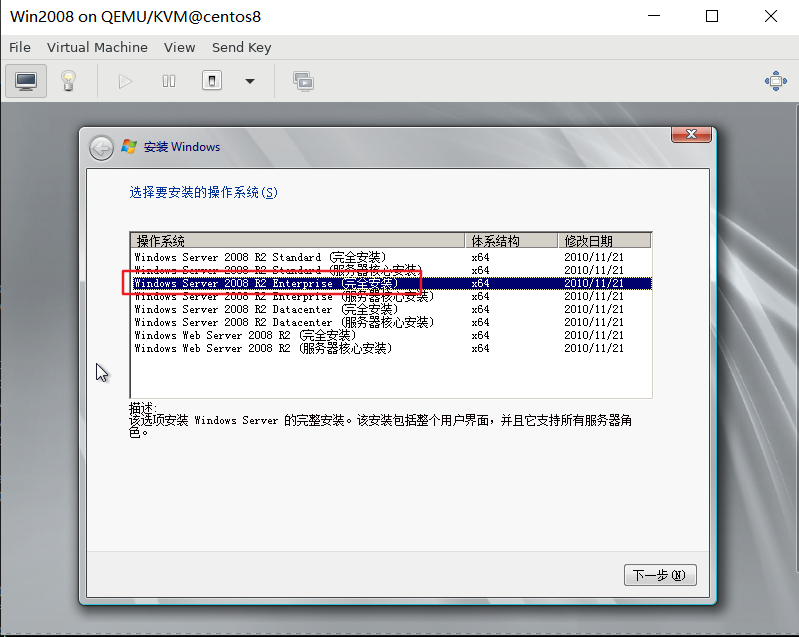 Win2008 on QEMU/KVM@centos8
File Virtual Machine View Send Key
安装 Windows
选择要安装的操作系统(S)
操作系统 体系结构 修改日期
Windows Server 2008 R2 Standard (完全安装) x64 2010/11/21
Windows Server 2008 R2 Standard (服务器核心安装) x64 2010/11/21
Windows Server 2008 R2 Enterprise (完全安装) x64 2010/11/21
Windows Server 2008 R2 Enterprise (服务器核心安装) x64 2010/11/21
Windows Server 2008 R2 Datacenter (完全安装) x64 2010/11/21
Windows Server 2008 R2 Datacenter (服务器核心安装) x64 2010/11/21
Windows Web Server 2008 R2 (完全安装) x64 2010/11/21
Windows Web Server 2008 R2 (服务器核心安装) x64 2010/11/21
描述:
该选项安装 Windows Server 的完整安装。该安装包括整个用户界面，并且它支持所有服务器角
色。
下一步(N)